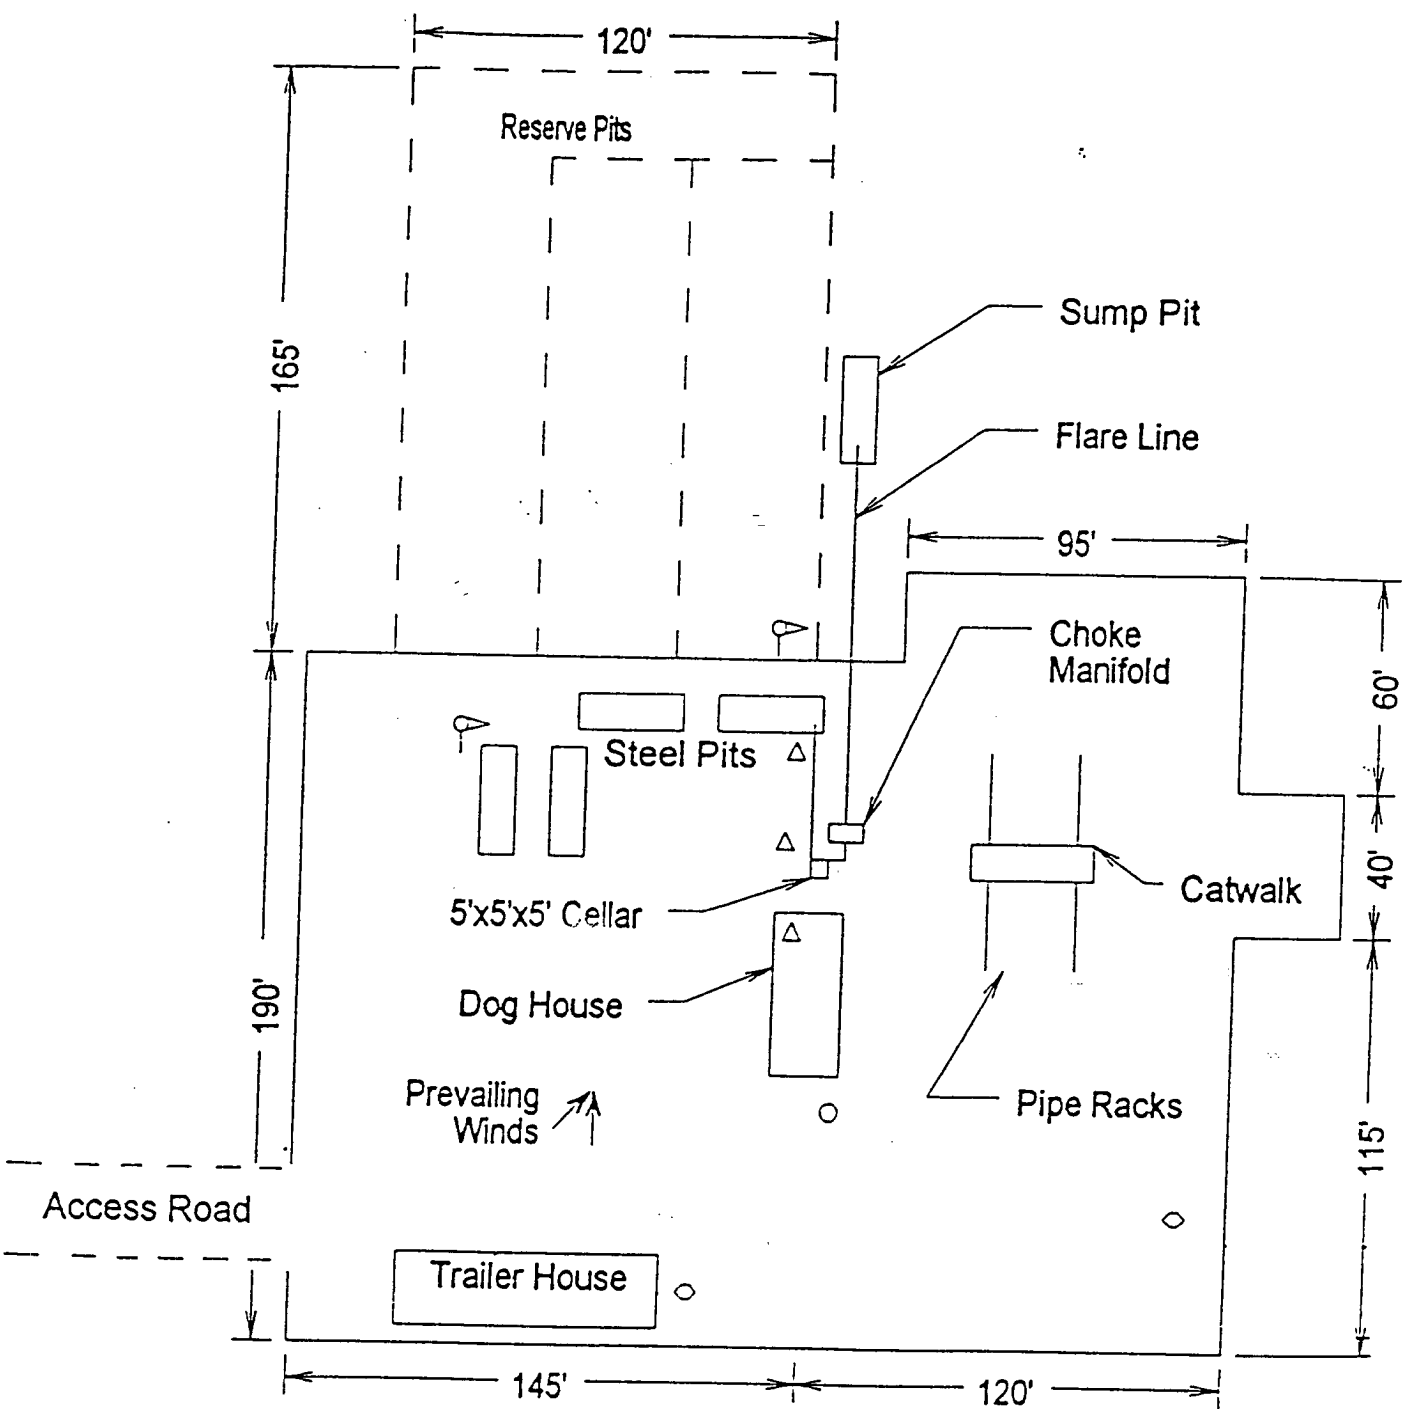 120'
Reserve Pits
Sump Pit
165'
Flare Line
95'
Choke
Manifold
60'
Steel Pits
40'
Catwalk
5'x5'x5' Cellar
Dog House
190'
Prevailing
Winds
Pipe Racks
115'
Access Road
Trailer House
145'
120'